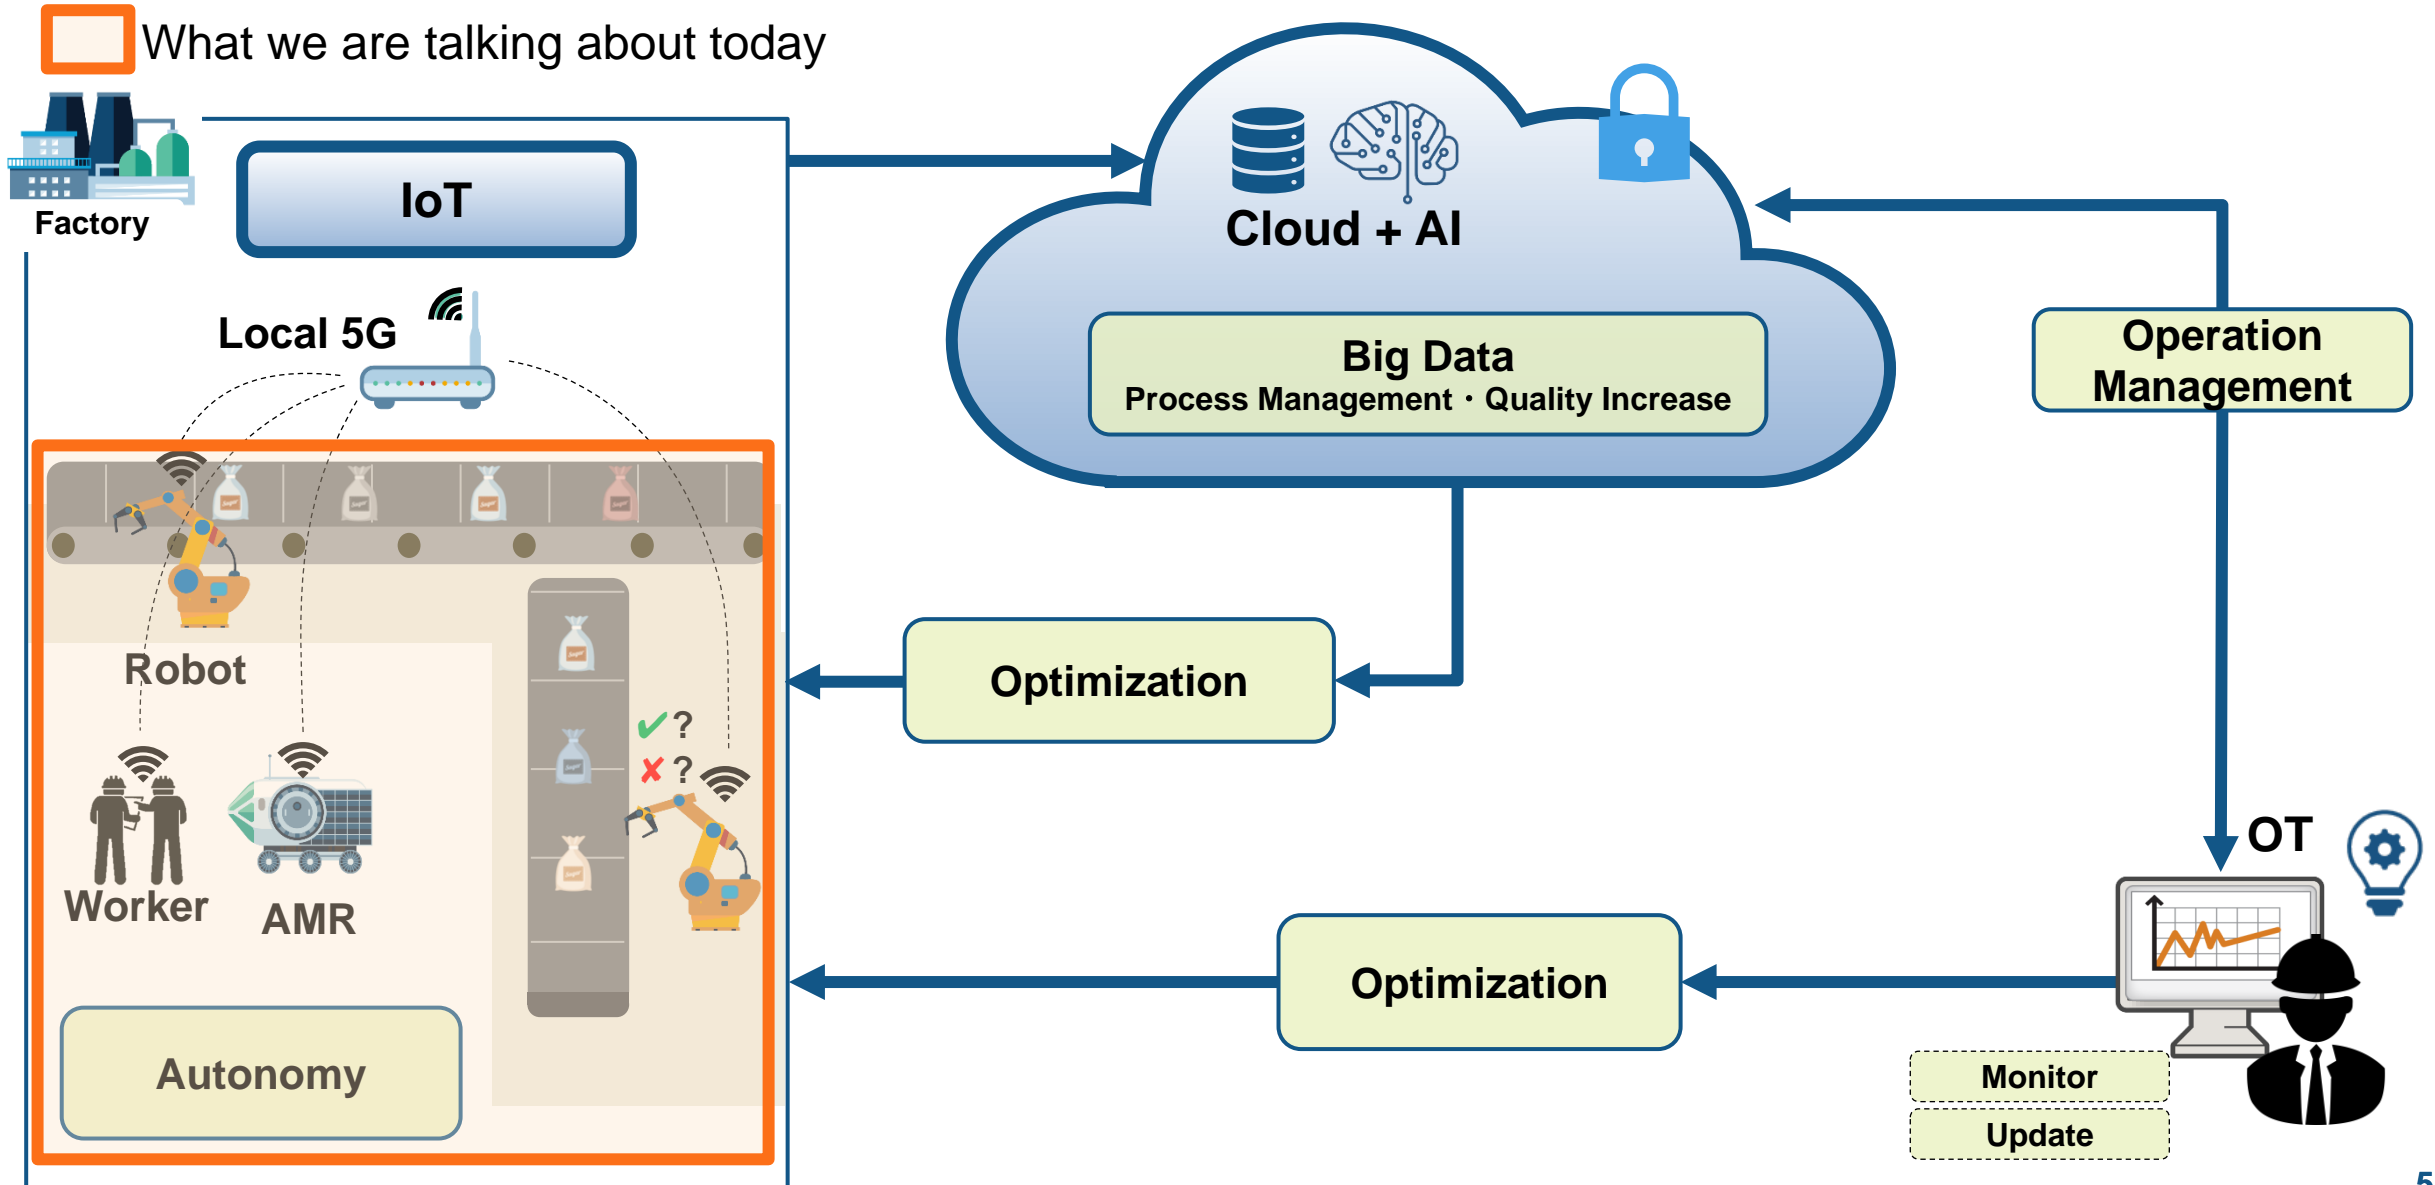 What we are talking about today
Factory
IoT
Local 5G
Cloud + AI
Big Data
Process Management・Quality Increase
Operation
Management
Robot
Optimization
✔?
✘?
Worker
AMR
OT
Optimization
Autonomy
Monitor
Update
5